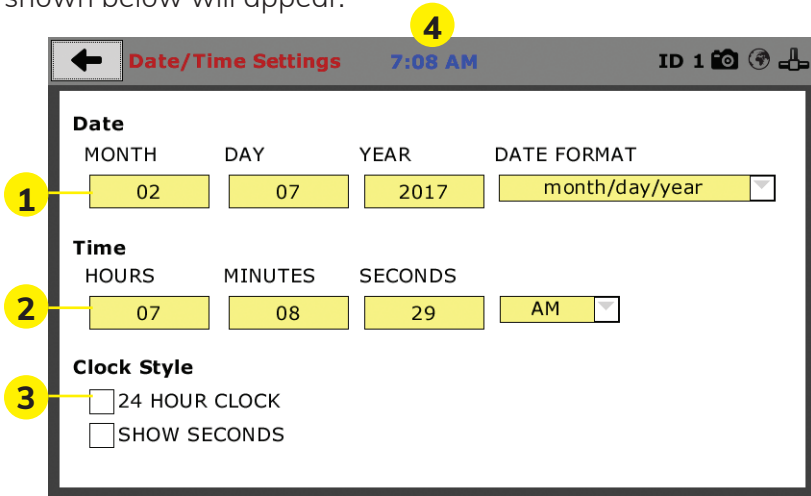 shown below will appear.
4
Date/Time Settings 7:08 AM ID 1
Date
MONTH DAY YEAR DATE FORMAT
1 02 07 2017 month/day/year
Time
HOURS MINUTES SECONDS
2 07 08 29 AM
Clock Style
3 24 HOUR CLOCK
SHOW SECONDS